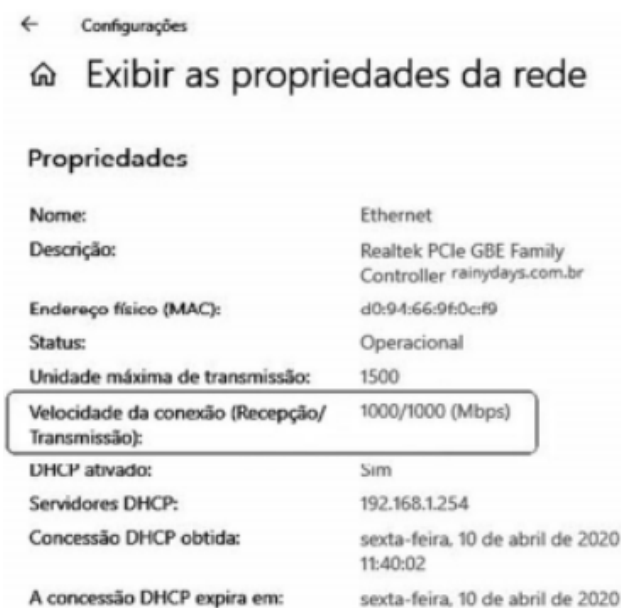 ← Configurações
Exibir as propriedades da rede
Propriedades
Nome: Ethernet
Descrição: Realtek PCIe GBE Family
Controller rainydays.com.br
Endereço físico (MAC): d0:94:66:9f:0c:f9
Status: Operacional
Unidade máxima de transmissão: 1500
Velocidade da conexão (Recepção/ 1000/1000 (Mbps)
Transmissão):
DHCP ativado: Sim
Servidores DHCP: 192.168.1.254
Concessão DHCP obtida: sexta-feira, 10 de abril de 2020
11:40:02
A concessão DHCP expira em: sexta-feira, 10 de abril de 2020